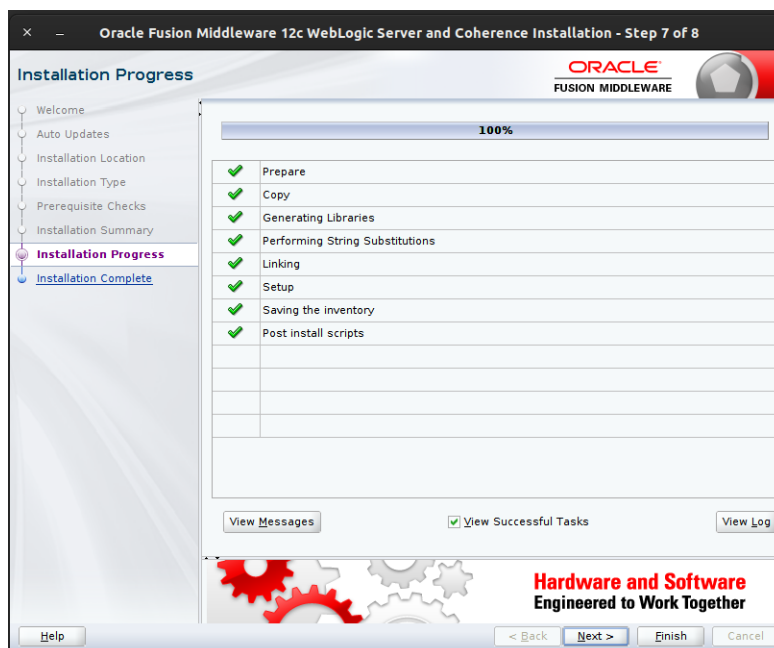 Oracle Fusion Middleware 12c WebLogic Server and Coherence Installation - Step 7 of 8
Installation Progress
ORACLE
FUSION MIDDLEWARE
Welcome
Auto Updates
Installation Location
Installation Type
Prerequisite Checks
Installation Summary
Installation Progress
Installation Complete
100%
Prepare
Copy
Generating Libraries
Performing String Substitutions
Linking
Setup
Saving the inventory
Post install scripts
View Messages
View Successful Tasks
View Log
Hardware and Software
Engineered to Work Together
Help
< Back
Next >
Finish
Cancel